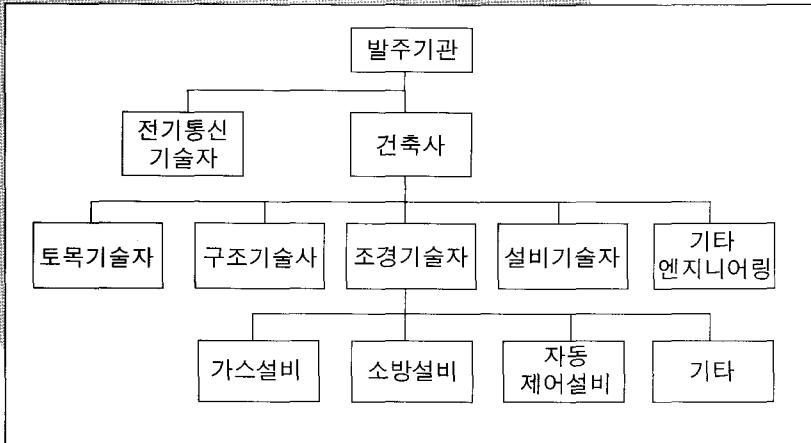 발주기관
전기통신
기술자
건축사
토목기술자
구조기술사
조경기술자
설비기술자
기타
엔지니어링
가스설비
소방설비
자동
제어설비
기타